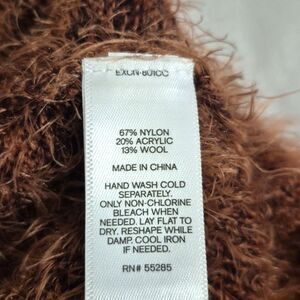 67% NYLON
20% ACRYLIC
13% WOOL
MADE IN CHINA
HAND WASH COLD
SEPARATELY.
ONLY NON-CHLORINE
BLEACH WHEN
NEEDED. LAY FLAT TO
DRY. RESHAPE WHILE
DAMP. COOL IRON
IF NEEDED.
RN# 55285